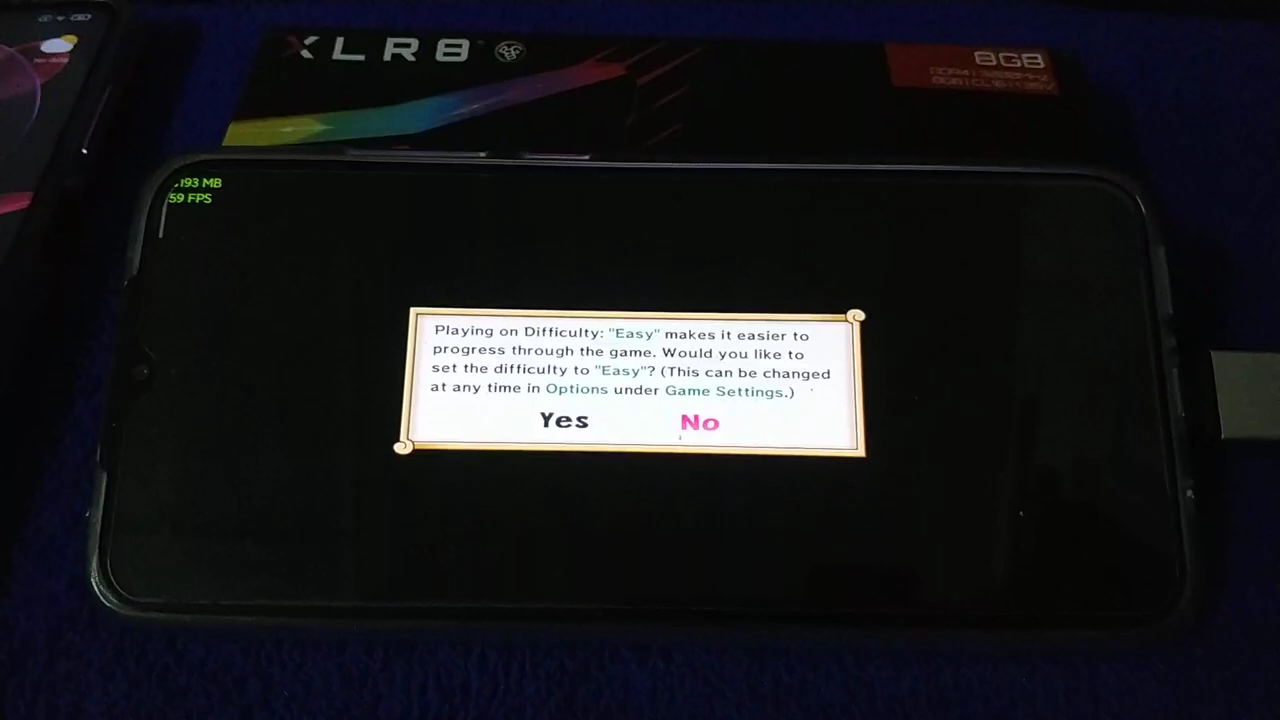 XLR8
8GB
193 MB
59 FPS
Playing on Difficulty: "Easy" makes it easier to
progress through the game. Would you like to
set the difficulty to "Easy"? (This can be changed
at any time in Options under Game Settings.)
Yes No